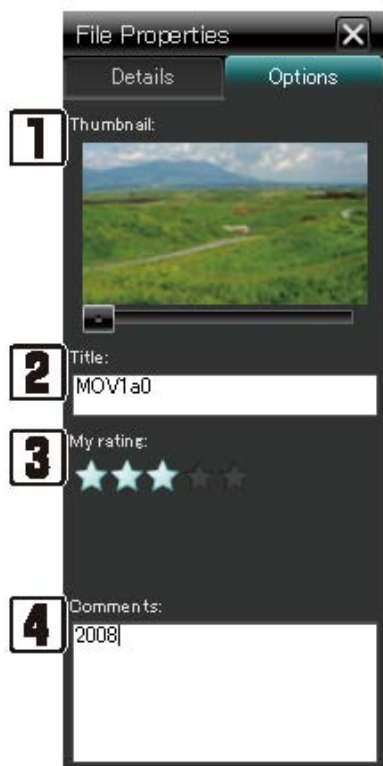 File Properties
Details Options
1 Thumbnail:
2 Title:
MOV1a0
3 My rating:
4 Comments:
2008